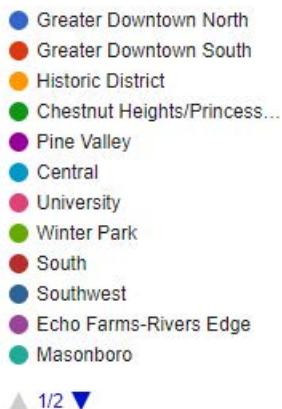 Greater Downtown North
Greater Downtown South
Historic District
Chestnut Heights/Princess...
Pine Valley
Central
University
Winter Park
South
Southwest
Echo Farms-Rivers Edge
Masonboro
1/2